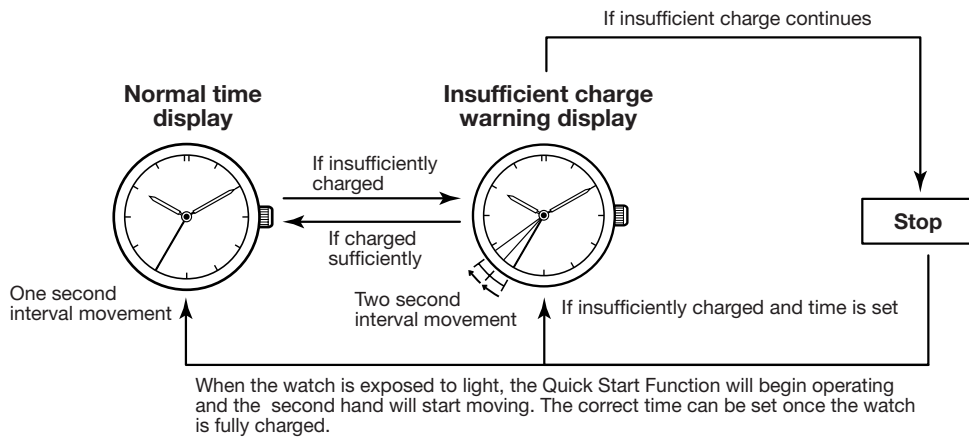 If insufficient charge continues
Normal time
display
Insufficient charge
warning display
If insufficiently
charged
If charged
sufficiently
Stop
One second
interval movement
Two second
interval movement
If insufficiently charged and time is set
When the watch is exposed to light, the Quick Start Function will begin operating
and the second hand will start moving. The correct time can be set once the watch
is fully charged.